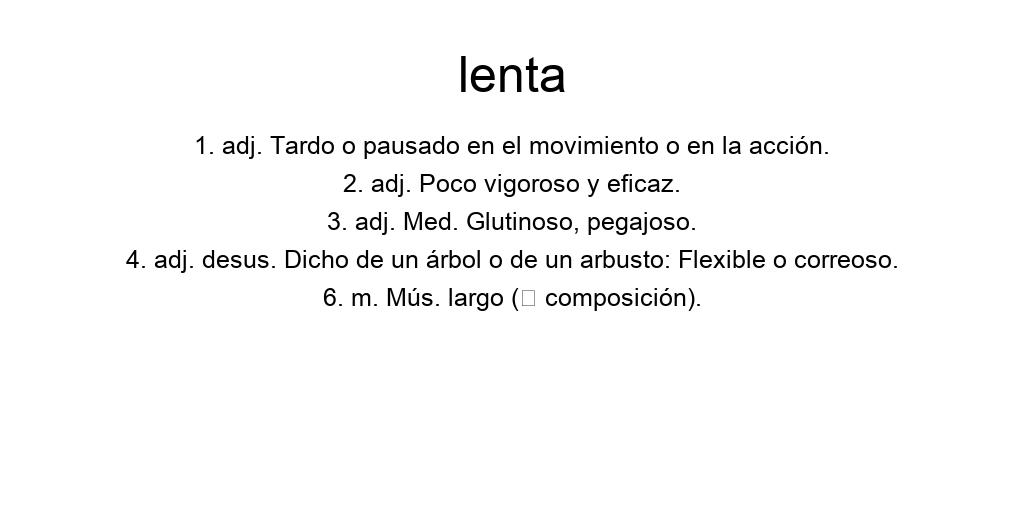 lenta
1. adj. Tardo o pausado en el movimiento o en la acción.
2. adj. Poco vigoroso y eficaz.
3. adj. Med. Glutinoso, pegajoso.
4. adj. desus. Dicho de un árbol o de un arbusto: Flexible o correoso.
6. m. Mús. largo (□ composición).